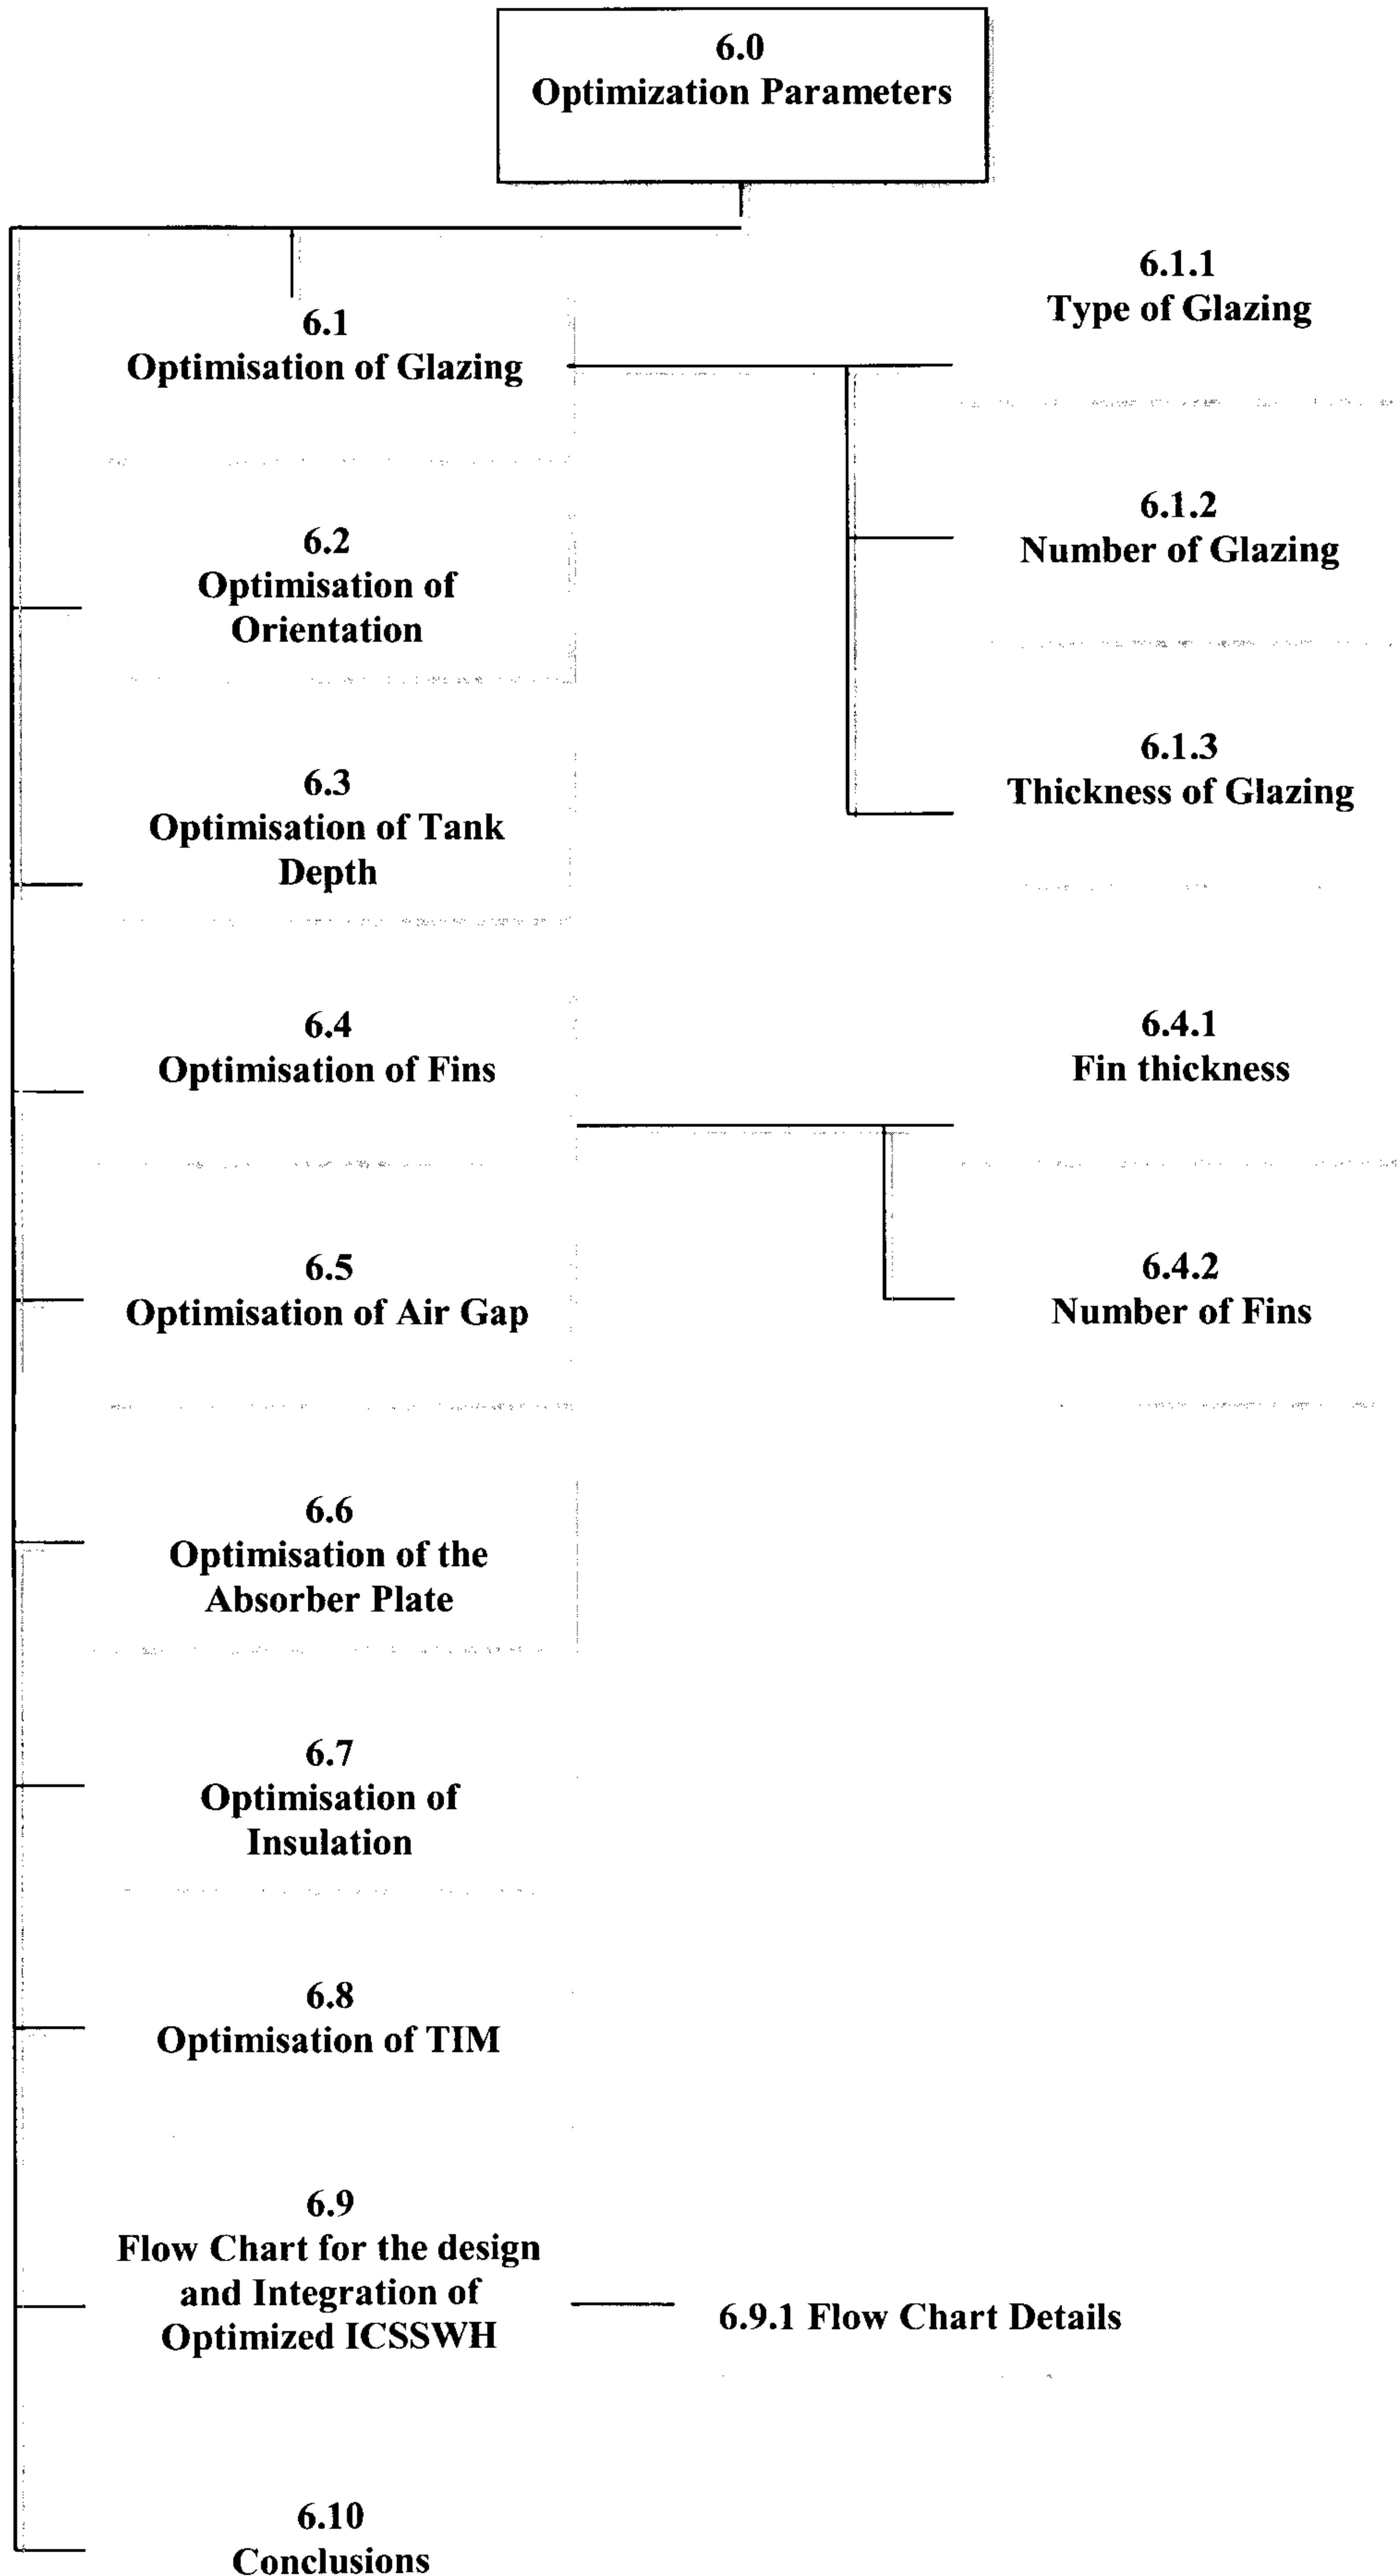 6.0
Optimization Parameters
6.1
Optimisation of Glazing
6.1.1
Type of Glazing
6.1.2
Number of Glazing
6.1.3
Thickness of Glazing
6.2
Optimisation of
Orientation
6.3
Optimisation of Tank
Depth
6.4
Optimisation of Fins
6.4.1
Fin thickness
6.4.2
Number of Fins
6.5
Optimisation of Air Gap
6.6
Optimisation of the
Absorber Plate
6.7
Optimisation of
Insulation
6.8
Optimisation of TIM
6.9
Flow Chart for the design
and Integration of
Optimized ICSSWH
6.9.1 Flow Chart Details
6.10
Conclusions